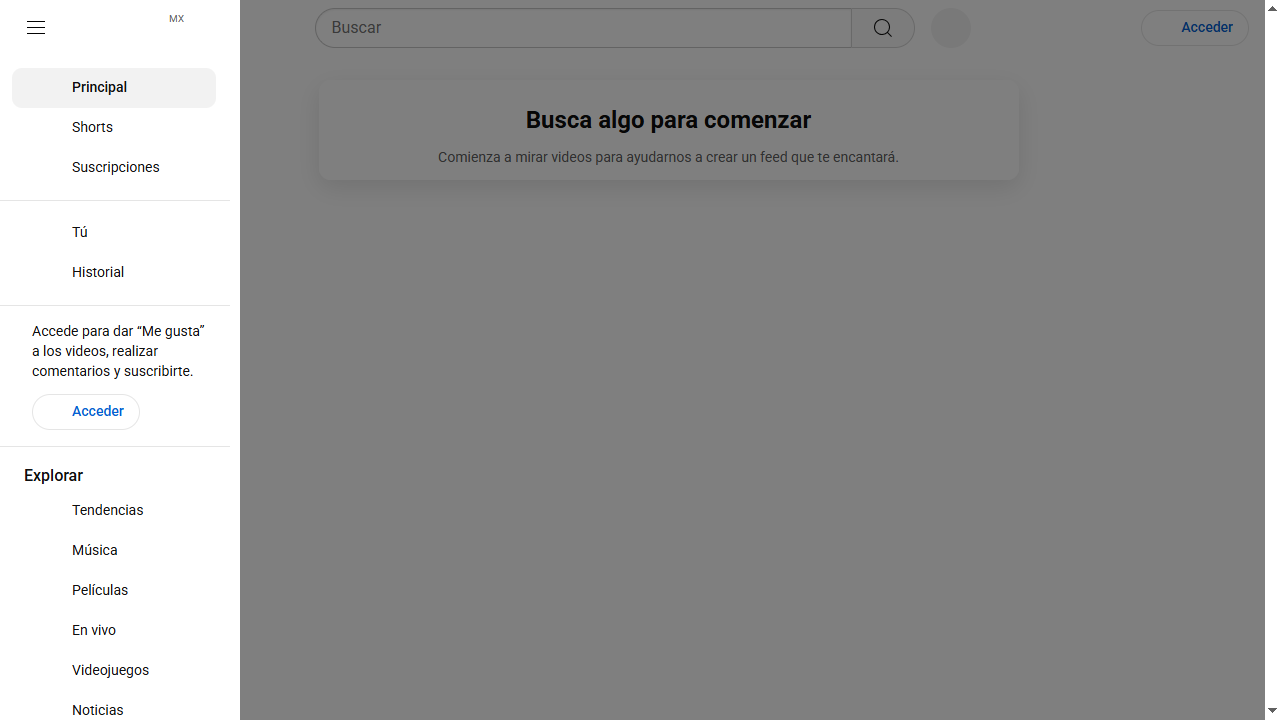 MX
Buscar
Acceder
Principal
Shorts
Suscripciones
Tú
Historial
Accede para dar “Me gusta”
a los videos, realizar
comentarios y suscribirte.
Acceder
Explorar
Tendencias
Música
Películas
En vivo
Videojuegos
Noticias
Busca algo para comenzar
Comienza a mirar videos para ayudarnos a crear un feed que te encantará.